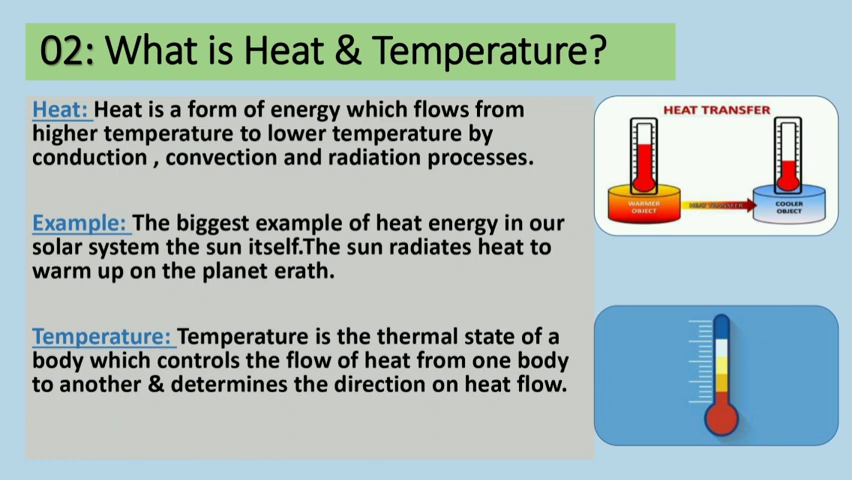 02: What is Heat & Temperature?
Heat: Heat is a form of energy which flows from
higher temperature to lower temperature by
conduction , convection and radiation processes.
Example: The biggest example of heat energy in our
solar system the sun itself.The sun radiates heat to
warm up on the planet erath.
Temperature: Temperature is the thermal state of a
body which controls the flow of heat from one body
to another & determines the direction on heat flow.
HEAT TRANSFER
WARMER
OBJECT
HEAT TRANSFER
COOLER
OBJECT